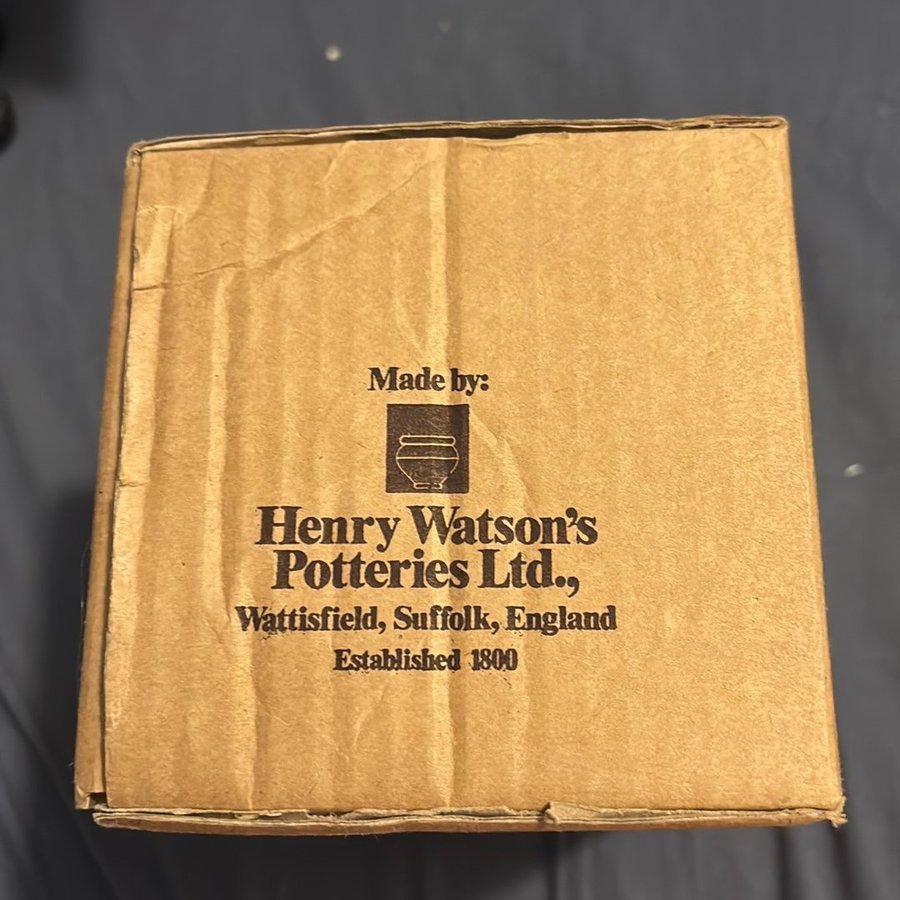 Made by:
Henry Watson's
Potteries Ltd.,
Wattisfield, Suffolk, England
Established 1800